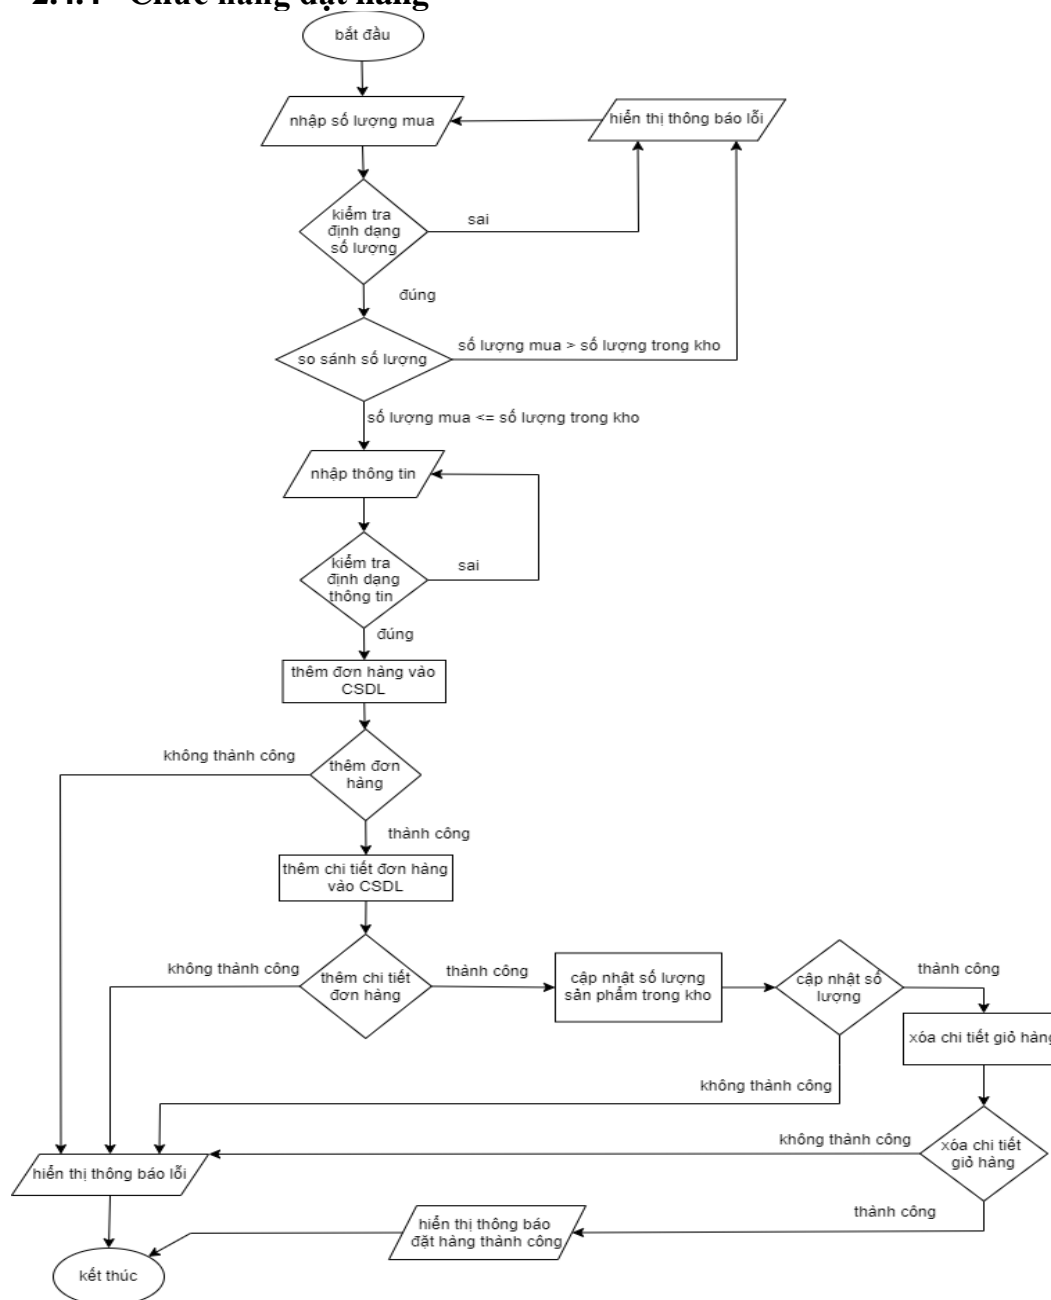 2.4.4 Chức năng đặt hàng
bắt đầu
nhập số lượng mua
hiển thị thông báo lỗi
kiểm tra
định dạng
số lượng
sai
đúng
so sánh số lượng
số lượng mua > số lượng trong kho
số lượng mua <= số lượng trong kho
nhập thông tin
kiểm tra
định dạng
thông tin
sai
đúng
thêm đơn hàng vào
CSDL
không thành công
thêm đơn
hàng
thành công
thêm chi tiết đơn hàng
vào CSDL
không thành công
thêm chi tiết
đơn hàng
thành công
cập nhật số lượng
sản phẩm trong kho
cập nhật số
lượng
thành công
xóa chi tiết giỏ hàng
không thành công
không thành công
xóa chi tiết
giỏ hàng
hiển thị thông báo lỗi
thành công
hiển thị thông báo
đặt hàng thành công
kết thúc